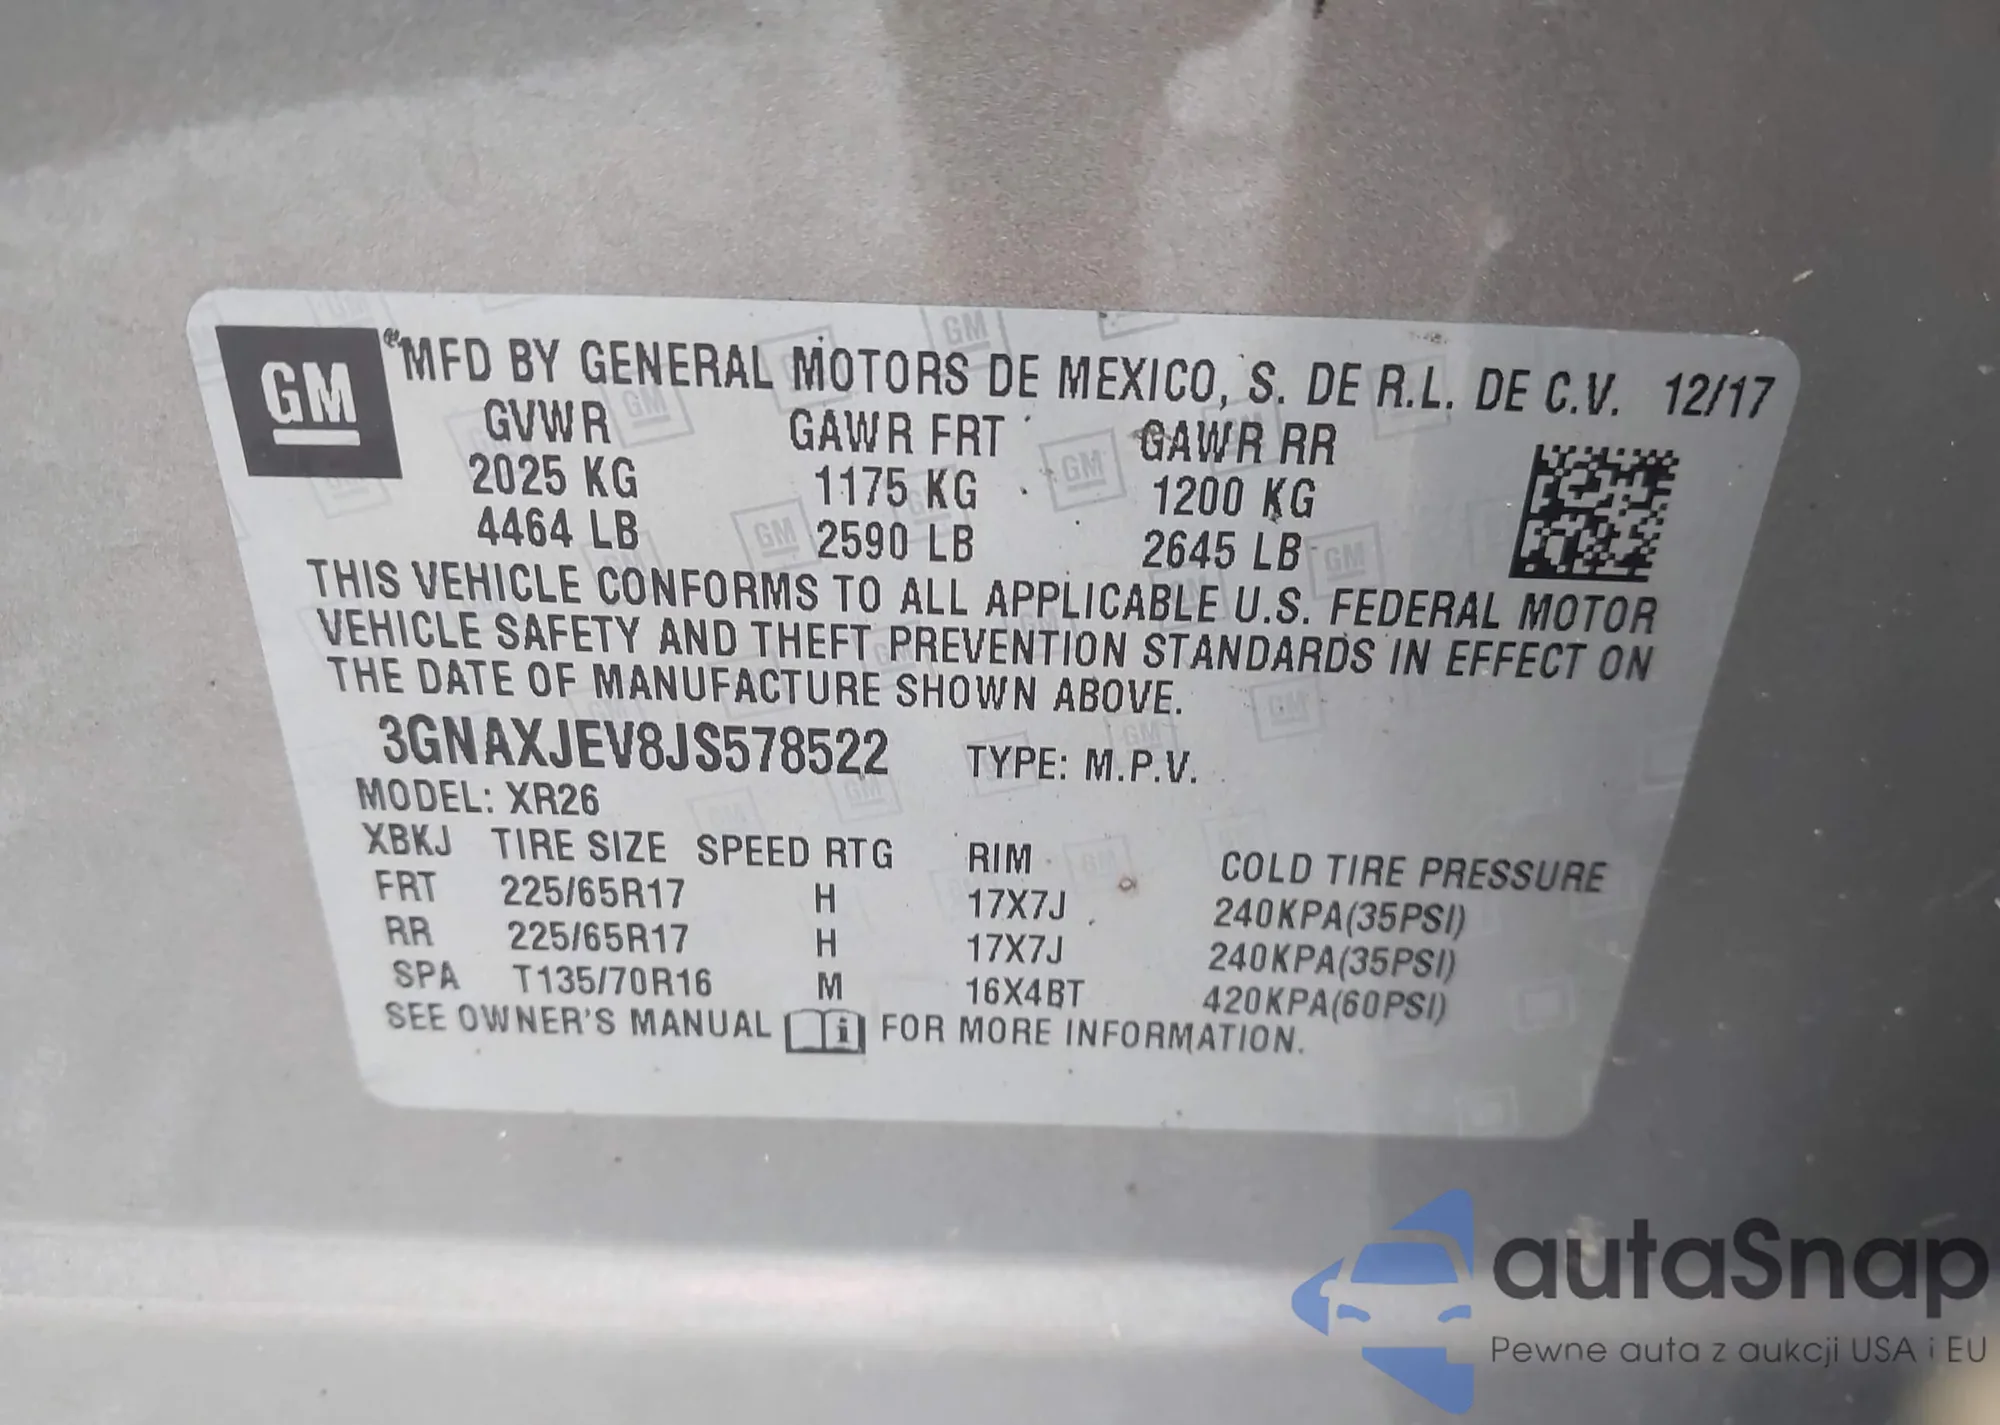 GM
MFD BY GENERAL MOTORS DE MEXICO, S. DE R.L. DE C.V. 12/17
GVWR GAWR FRT GAWR RR
2025 KG 1175 KG 1200 KG
4464 LB 2590 LB 2645 LB
THIS VEHICLE CONFORMS TO ALL APPLICABLE U.S. FEDERAL MOTOR
VEHICLE SAFETY AND THEFT PREVENTION STANDARDS IN EFFECT ON
THE DATE OF MANUFACTURE SHOWN ABOVE.
3GNAXJEV8JS578522 TYPE: M.P.V.
MODEL: XR26
XBKJ TIRE SIZE SPEED RTG RIM COLD TIRE PRESSURE
FRT 225/65R17 H 17X7J 240KPA(35PSI)
RR 225/65R17 H 17X7J 240KPA(35PSI)
SPA T135/70R16 M 16X4BT 420KPA(60PSI)
SEE OWNER'S MANUAL i FOR MORE INFORMATION.
autaSnap
Pewne auta z aukcji USA i EU